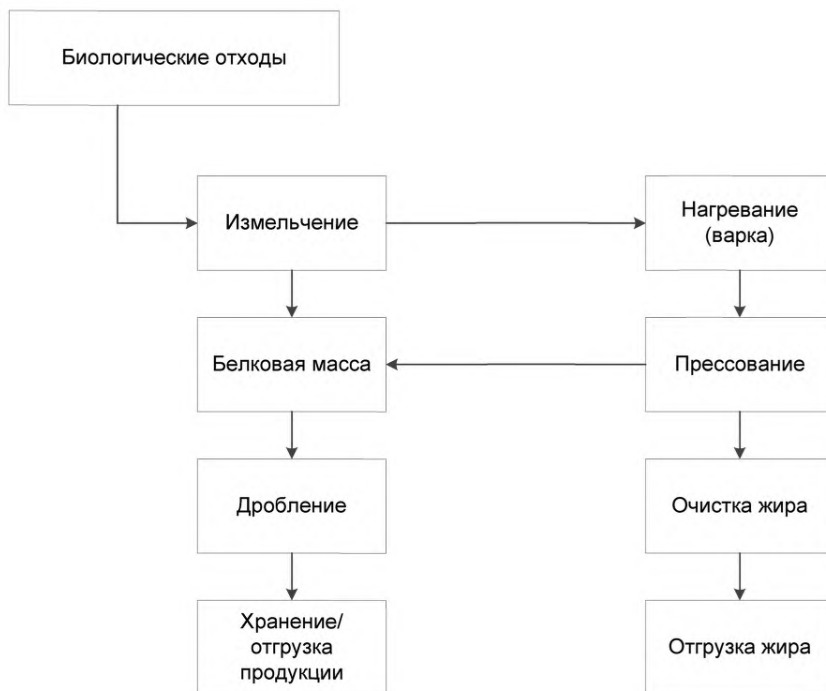 Биологические отходы
Измельчение
Нагревание
(варка)
Белковая масса
Прессование
Дробление
Очистка жира
Хранение/
отгрузка
продукции
Отгрузка жира